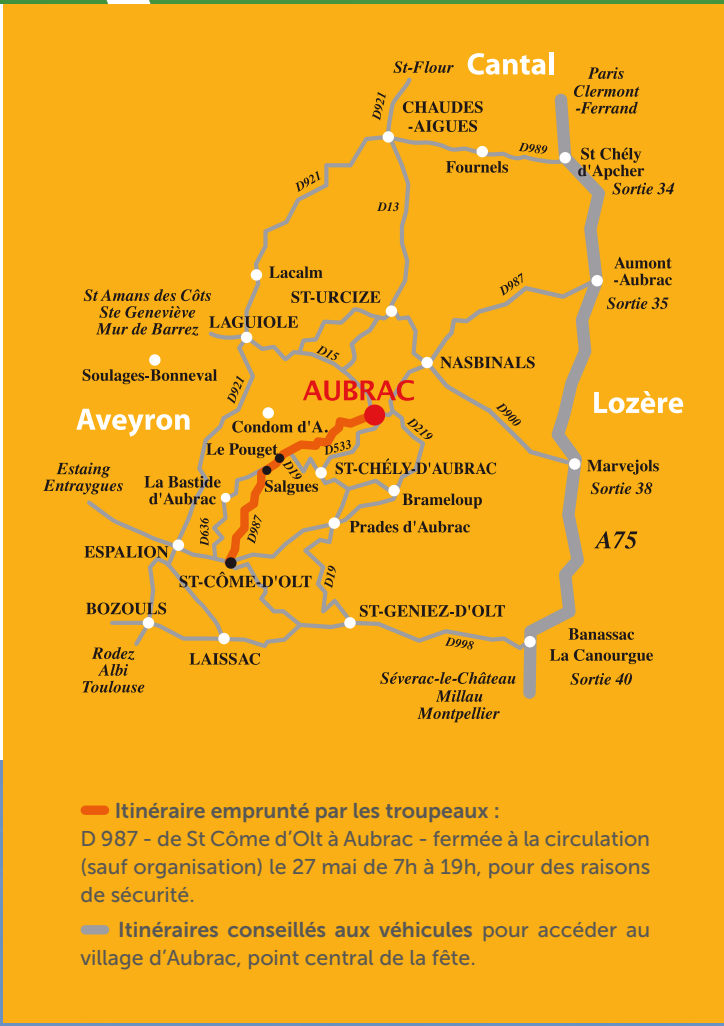 St-Flour
Cantal
Paris
Clermont
-Ferrand
D921
CHAUDES
-AIGUES
D989
Fournels
St Chély
d'Apcher
Sortie 34
D921
D13
Lacalm
Aumont
-Aubrac
Sortie 35
D987
St Amans des Côts
Ste Geneviève
Mur de Barrez
LAGUIOLE
ST-URCIZE
D15
NASBINALS
Soulages-Bonneval
D921
AUBRAC
Lozère
Aveyron
Condom d'A.
D900
D219
Le Pouget
D533
D19
ST-CHÉLY-D'AUBRAC
Estaing
Entraygues
La Bastide
d'Aubrac
Salgues
Marvejols
Sortie 38
Brameloup
D636
D987
Prades d'Aubrac
A75
ESPALION
ST-CÔME-D'OLT
D19
BOZOULS
ST-GENIEZ-D'OLT
D998
Banassac
La Canourgue
Sortie 40
Rodez
Albi
Toulouse
LAISSAC
Séverac-le-Château
Millau
Montpellier
Itinéraire emprunté par les troupeaux :
D 987 - de St Côme d'Olt à Aubrac - fermée à la circulation
(sauf organisation) le 27 mai de 7h à 19h, pour des raisons
de sécurité.
Itinéraires conseillés aux véhicules pour accéder au
village d'Aubrac, point central de la fête.